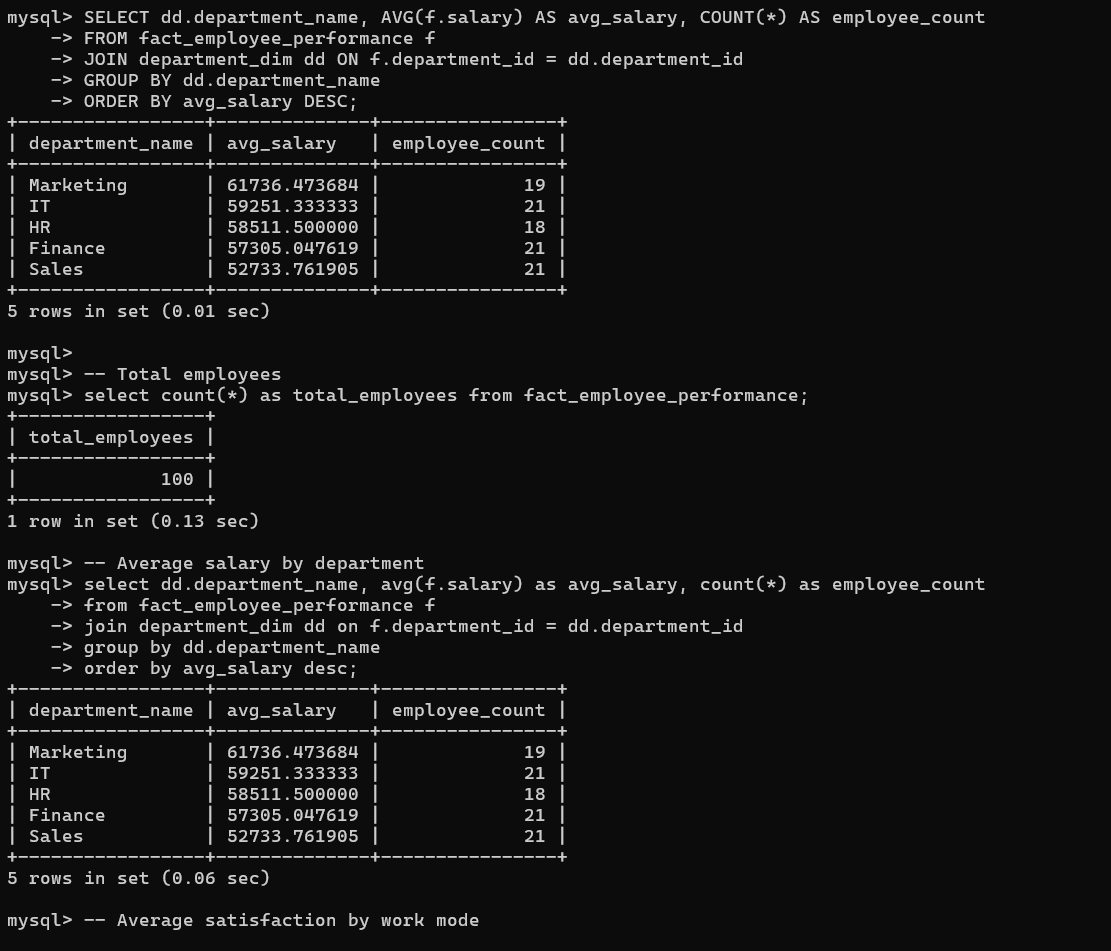 mysql> SELECT dd.department_name, AVG(f.salary) AS avg_salary, COUNT(*) AS employee_count
    -> FROM fact_employee_performance f
    -> JOIN department_dim dd ON f.department_id = dd.department_id
    -> GROUP BY dd.department_name
    -> ORDER BY avg_salary DESC;
+-----------------+--------------+----------------+
| department_name | avg_salary   | employee_count |
+-----------------+--------------+----------------+
| Marketing       | 61736.473684 |             19 |
| IT              | 59251.333333 |             21 |
| HR              | 58511.500000 |             18 |
| Finance         | 57305.047619 |             21 |
| Sales           | 52733.761905 |             21 |
+-----------------+--------------+----------------+
5 rows in set (0.01 sec)

mysql>
mysql> -- Total employees
mysql> select count(*) as total_employees from fact_employee_performance;
+-----------------+
| total_employees |
+-----------------+
|             100 |
+-----------------+
1 row in set (0.13 sec)

mysql> -- Average salary by department
mysql> select dd.department_name, avg(f.salary) as avg_salary, count(*) as employee_count
    -> from fact_employee_performance f
    -> join department_dim dd on f.department_id = dd.department_id
    -> group by dd.department_name
    -> order by avg_salary desc;
+-----------------+--------------+----------------+
| department_name | avg_salary   | employee_count |
+-----------------+--------------+----------------+
| Marketing       | 61736.473684 |             19 |
| IT              | 59251.333333 |             21 |
| HR              | 58511.500000 |             18 |
| Finance         | 57305.047619 |             21 |
| Sales           | 52733.761905 |             21 |
+-----------------+--------------+----------------+
5 rows in set (0.06 sec)

mysql> -- Average satisfaction by work mode